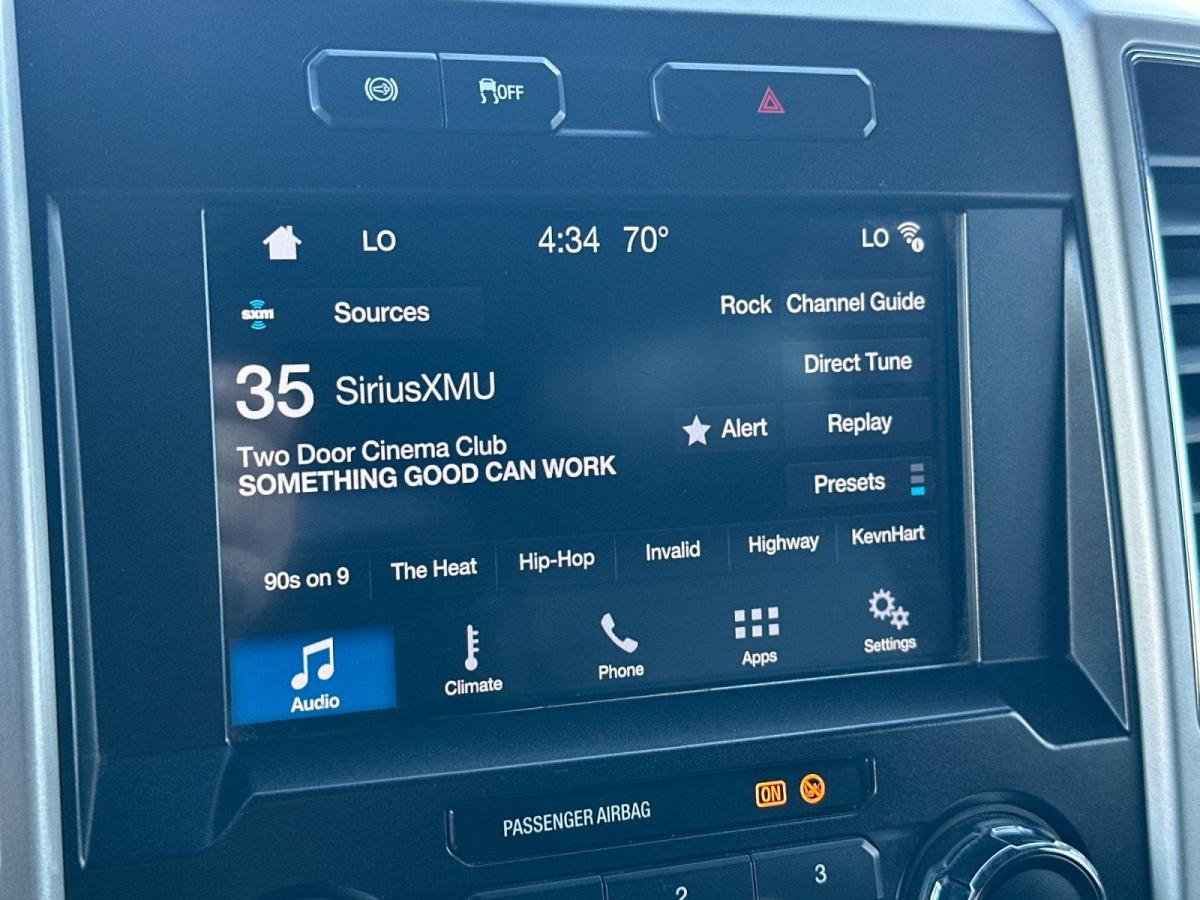 OFF
LO 4:34 70° LO
sxm Sources Rock Channel Guide
35 SiriusXMU
Direct Tune
Two Door Cinema Club
SOMETHING GOOD CAN WORK
Alert Replay
Presets
90s on 9 The Heat Hip-Hop Invalid Highway KevnHart
Audio Climate Phone Apps Settings
PASSENGER AIRBAG ON
2 3